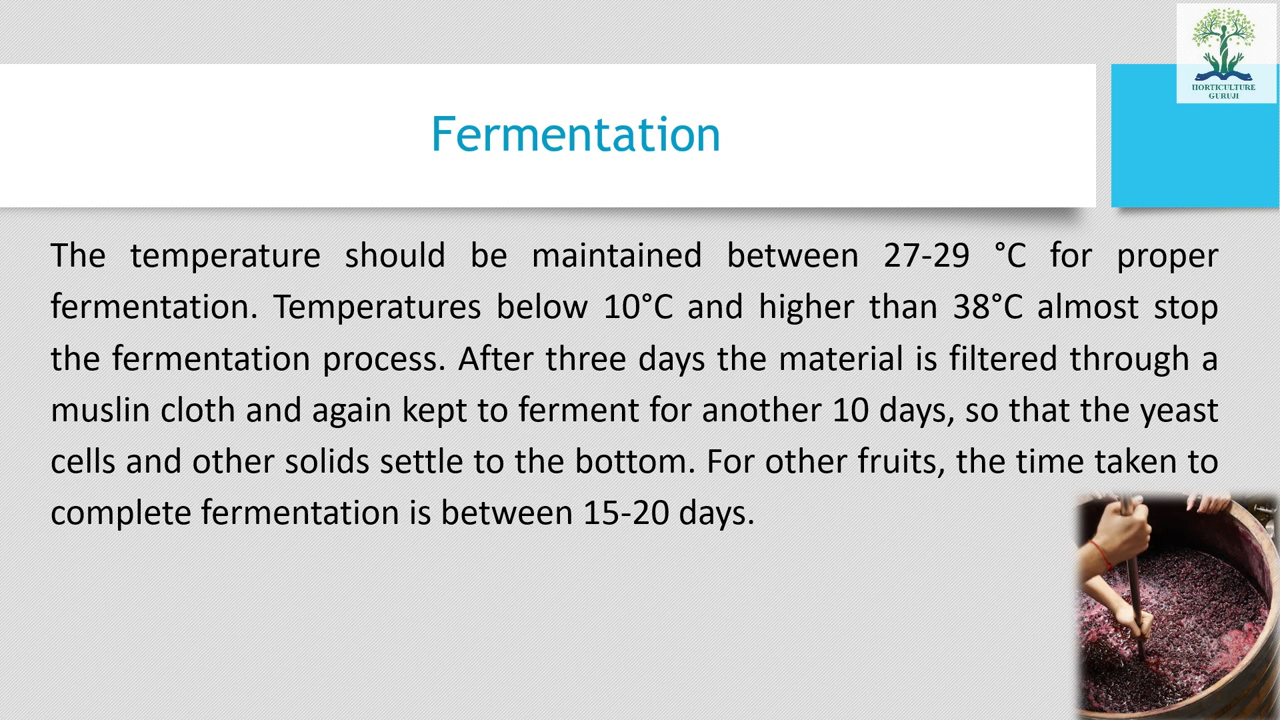 HORTICULTURE
GURUJI
Fermentation
The temperature should be maintained between 27-29 °C for proper
fermentation. Temperatures below 10°C and higher than 38°C almost stop
the fermentation process. After three days the material is filtered through a
muslin cloth and again kept to ferment for another 10 days, so that the yeast
cells and other solids settle to the bottom. For other fruits, the time taken to
complete fermentation is between 15-20 days.